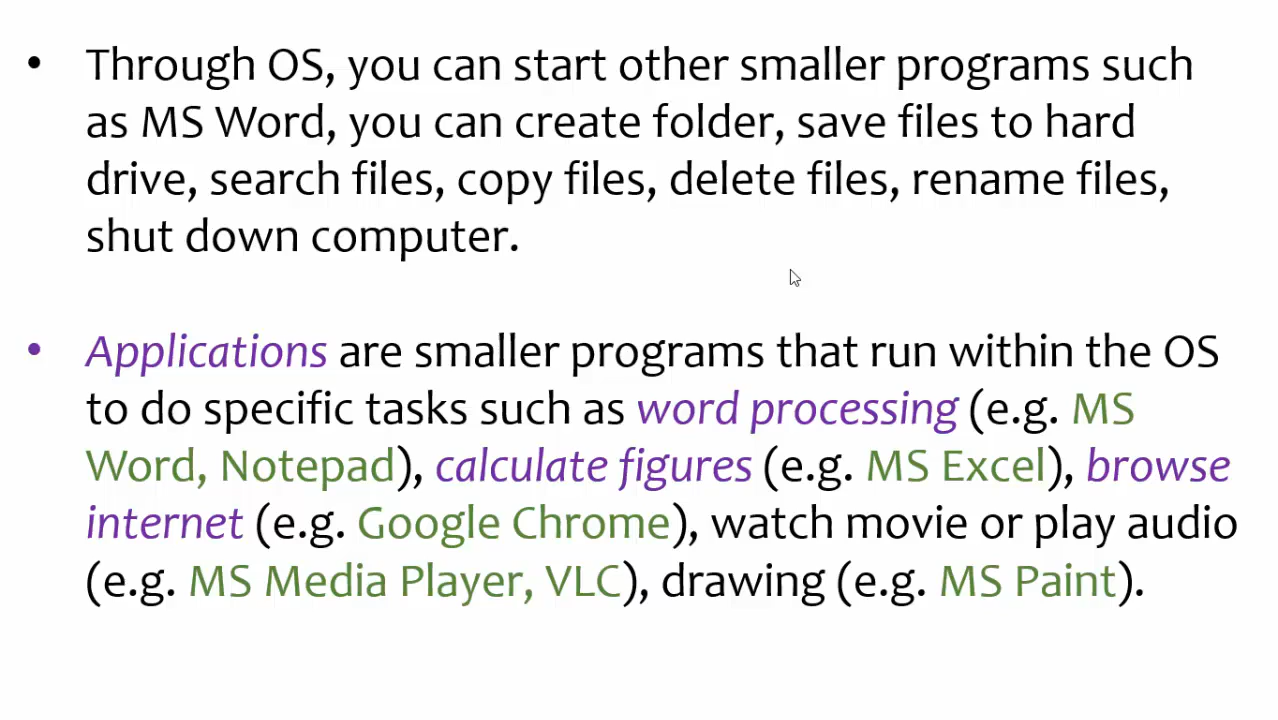 • Through OS, you can start other smaller programs such
as MS Word, you can create folder, save files to hard
drive, search files, copy files, delete files, rename files,
shut down computer.
• Applications are smaller programs that run within the OS
to do specific tasks such as word processing (e.g. MS
Word, Notepad), calculate figures (e.g. MS Excel), browse
internet (e.g. Google Chrome), watch movie or play audio
(e.g. MS Media Player, VLC), drawing (e.g. MS Paint).